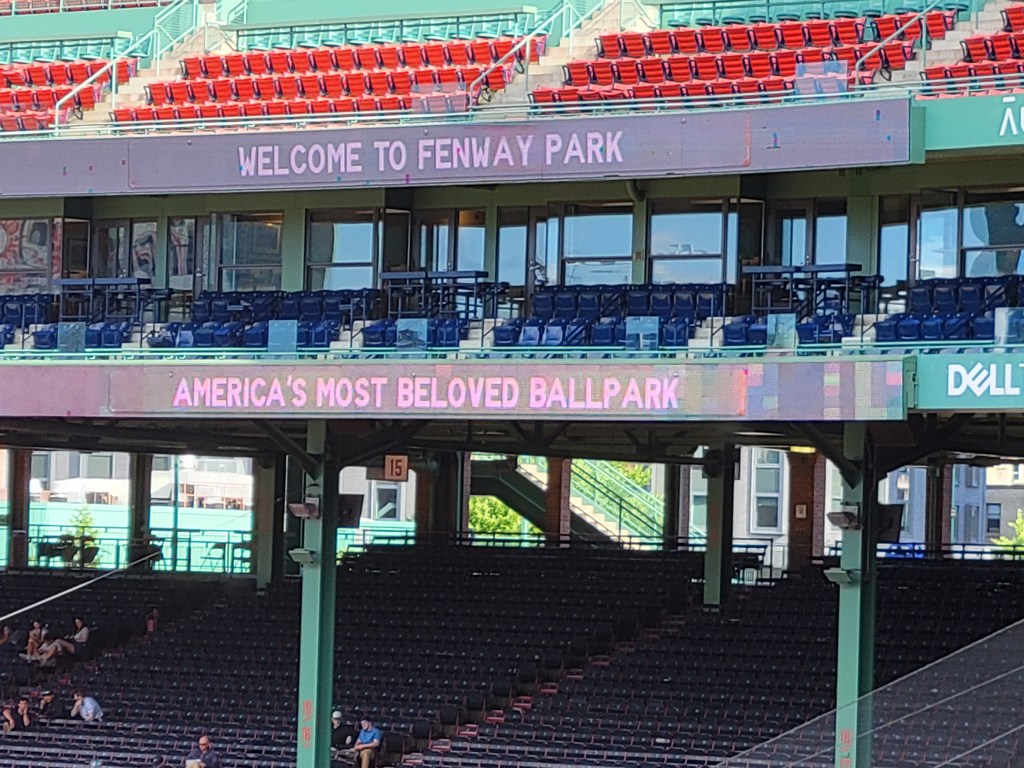 WELCOME TO FENWAY PARK
AMERICA'S MOST BELOVED BALLPARK
DELL
15